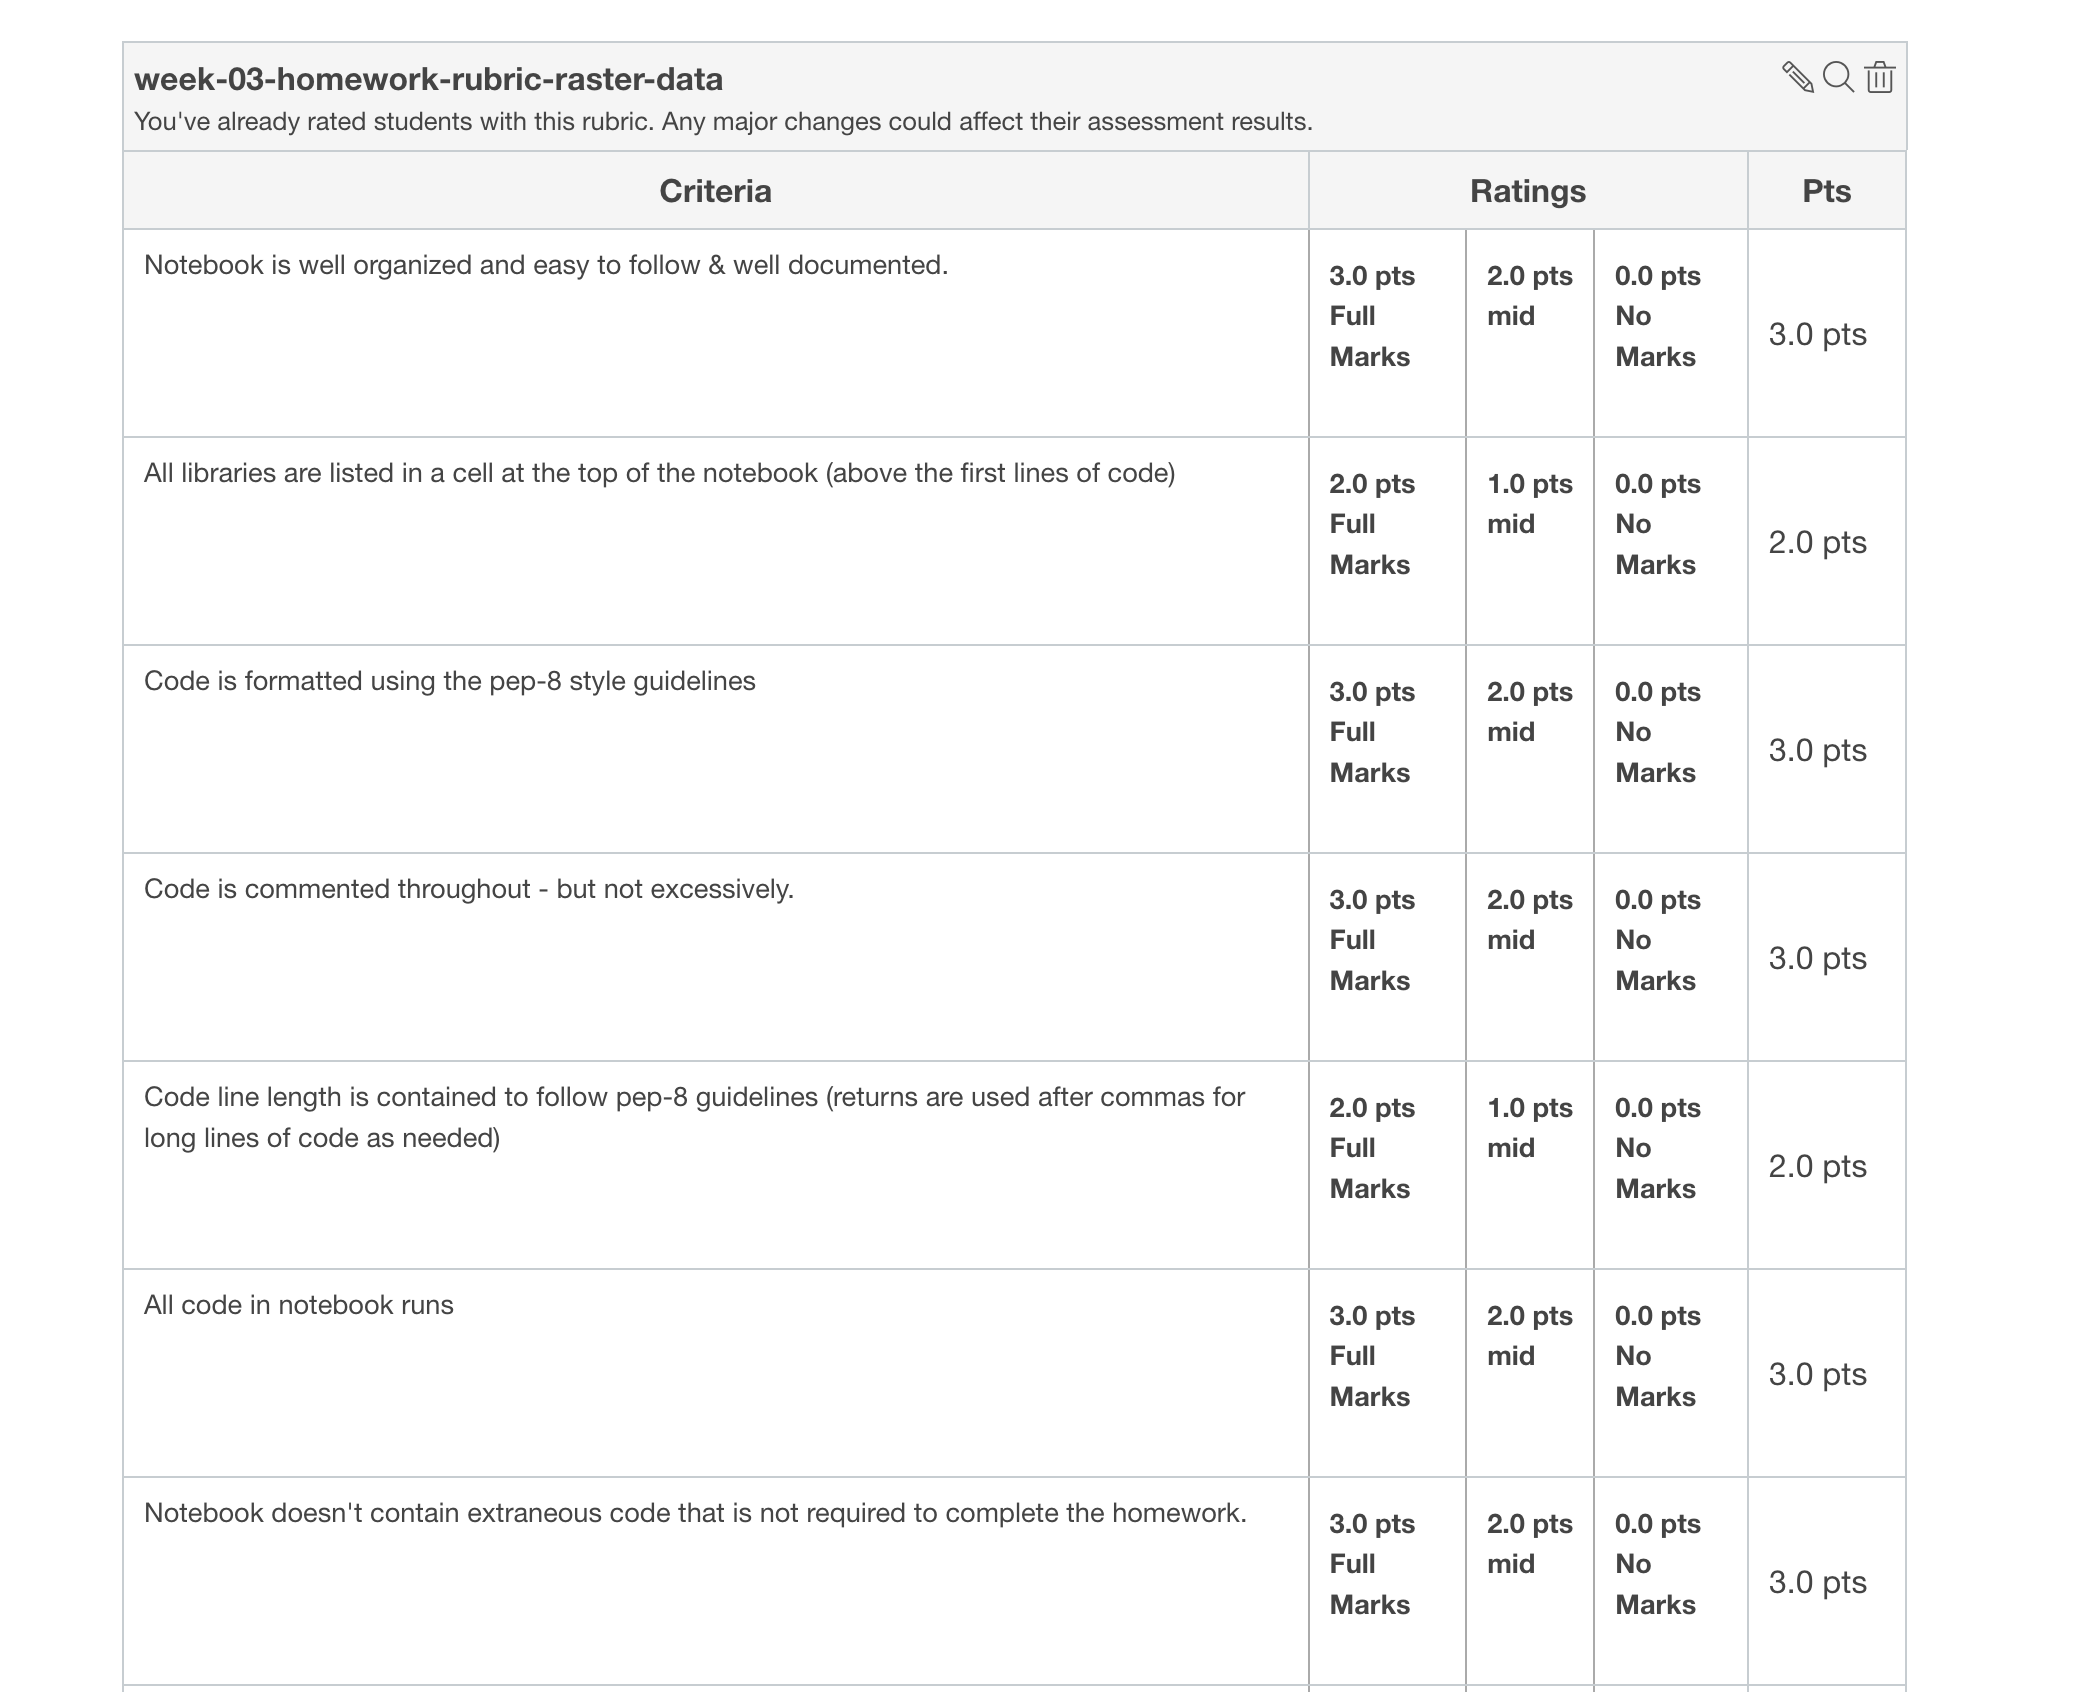 week-03-homework-rubric-raster-data
You've already rated students with this rubric. Any major changes could affect their assessment results.
Criteria
Ratings
Pts
Notebook is well organized and easy to follow & well documented.
3.0 pts
Full
Marks
2.0 pts
mid
0.0 pts
No
Marks
3.0 pts
All libraries are listed in a cell at the top of the notebook (above the first lines of code)
2.0 pts
Full
Marks
1.0 pts
mid
0.0 pts
No
Marks
2.0 pts
Code is formatted using the pep-8 style guidelines
3.0 pts
Full
Marks
2.0 pts
mid
0.0 pts
No
Marks
3.0 pts
Code is commented throughout - but not excessively.
3.0 pts
Full
Marks
2.0 pts
mid
0.0 pts
No
Marks
3.0 pts
Code line length is contained to follow pep-8 guidelines (returns are used after commas for
long lines of code as needed)
2.0 pts
Full
Marks
1.0 pts
mid
0.0 pts
No
Marks
2.0 pts
All code in notebook runs
3.0 pts
Full
Marks
2.0 pts
mid
0.0 pts
No
Marks
3.0 pts
Notebook doesn't contain extraneous code that is not required to complete the homework.
3.0 pts
Full
Marks
2.0 pts
mid
0.0 pts
No
Marks
3.0 pts